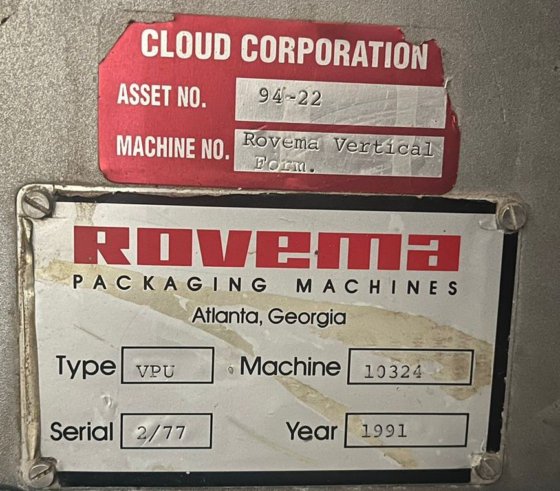 CLOUD CORPORATION
ASSET NO. 94-22
MACHINE NO. Rovema Vertical
Form.
ROVEMA
PACKAGING MACHINES
Atlanta, Georgia
Type VPU Machine 10324
Serial 2/77 Year 1991